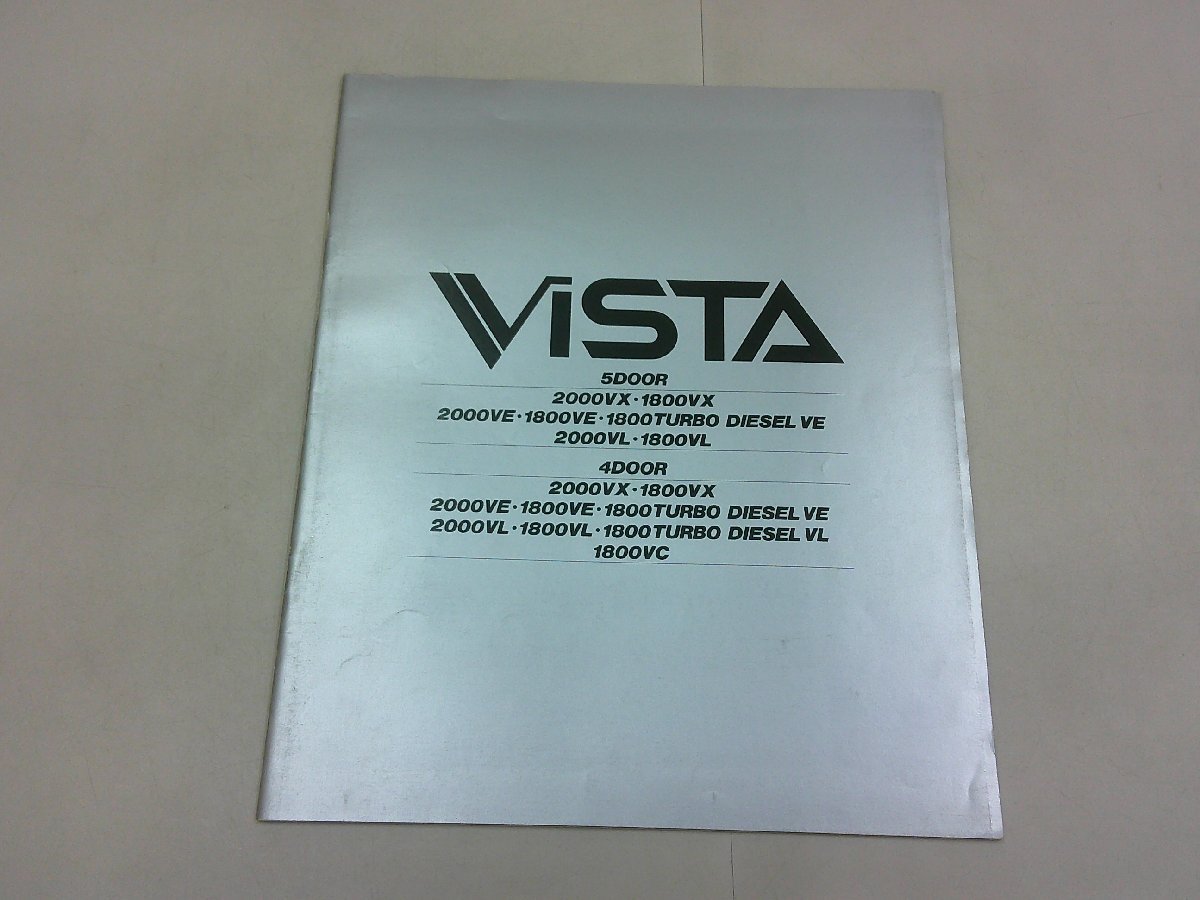 ViSTA
5DOOR
2000VX・1800VX
2000VE・1800VE・1800TURBO DIESEL VE
2000VL・1800VL
4DOOR
2000VX・1800VX
2000VE・1800VE・1800TURBO DIESEL VE
2000VL・1800VL・1800TURBO DIESEL VL
1800VC